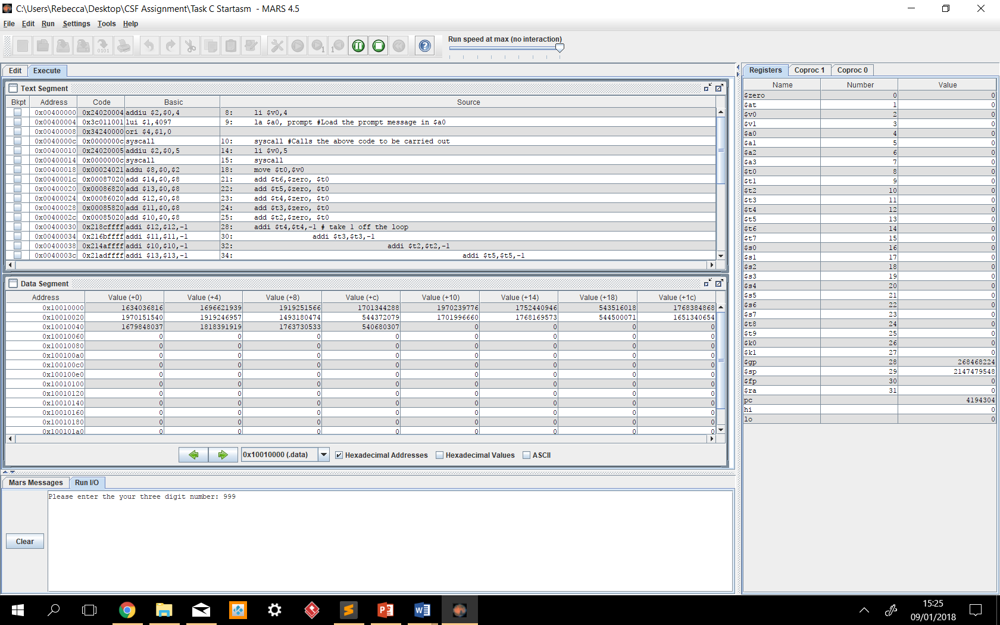 C:\Users\Rebecca\Desktop\CSF Assignment\Task C Startasm - MARS 4.5
File Edit Run Settings Tools Help
Run speed at max (no interaction)
Edit Execute
Text Segment
Bkpt Address Code Basic Source
0x00400000 0x24020004 addiu $2,$0,4 8: li $v0,4
0x00400004 0x3c011001 lui $1,4097 9: la $a0, prompt #Load the prompt message in $a0
0x00400008 0x34240000 ori $4,$1,0
0x0040000c 0x0000000c syscall 10: syscall #Calls the above code to be carried out
0x00400010 0x24020005 addiu $2,$0,5 14: li $v0,5
0x00400014 0x0000000c syscall 15: syscall
0x00400018 0x00024021 addu $8,$0,$2 18: move $t0,$v0
0x0040001c 0x00087020 add $14,$0,$8 21: add $t6,$zero, $t0
0x00400020 0x00086820 add $13,$0,$8 22: add $t5,$zero, $t0
0x00400024 0x00086020 add $12,$0,$8 23: add $t4,$zero, $t0
0x00400028 0x00085820 add $11,$0,$8 24: add $t3,$zero, $t0
0x0040002c 0x00085020 add $10,$0,$8 25: add $t2,$zero, $t0
0x00400030 0x218cffff addi $12,$12,-1 28: addi $t4,$t4,-1 # take 1 off the loop
0x00400034 0x216bffff addi $11,$11,-1 30: addi $t3,$t3,-1
0x00400038 0x214affff addi $10,$10,-1 32: addi $t2,$t2,-1
0x0040003c 0x21adffff addi $13,$13,-1 34: addi $t5,$t5,-1
Data Segment
Address Value (+0) Value (+4) Value (+8) Value (+c) Value (+10) Value (+14) Value (+18) Value (+1c)
0x10010000 1634036816 1696621939 1919251566 1701344288 1970239776 1752440946 543516018 1768384868
0x10010020 1970151540 1919246957 1493180474 544372079 1701996660 1768169573 544500071 1651340654
0x10010040 1679848037 1818391919 1763730533 540680307 0 0 0 0
0x10010060 0 0 0 0 0 0 0 0
0x10010080 0 0 0 0 0 0 0 0
0x100100a0 0 0 0 0 0 0 0 0
0x100100c0 0 0 0 0 0 0 0 0
0x100100e0 0 0 0 0 0 0 0 0
0x10010100 0 0 0 0 0 0 0 0
0x10010120 0 0 0 0 0 0 0 0
0x10010140 0 0 0 0 0 0 0 0
0x10010160 0 0 0 0 0 0 0 0
0x10010180 0 0 0 0 0 0 0 0
0x100101a0 0 0 0 0 0 0 0 0
0x10010000 (.data) Hexadecimal Addresses Hexadecimal Values ASCII
Mars Messages Run I/O
Please enter the your three digit number: 999
Clear
Registers Coproc 1 Coproc 0
Name Number Value
$zero 0 0
$at 1 0
$v0 2 0
$v1 3 0
$a0 4 0
$a1 5 0
$a2 6 0
$a3 7 0
$t0 8 0
$t1 9 0
$t2 10 0
$t3 11 0
$t4 12 0
$t5 13 0
$t6 14 0
$t7 15 0
$s0 16 0
$s1 17 0
$s2 18 0
$s3 19 0
$s4 20 0
$s5 21 0
$s6 22 0
$s7 23 0
$t8 24 0
$t9 25 0
$k0 26 0
$k1 27 0
$gp 28 268468224
$sp 29 2147479548
$fp 30 0
$ra 31 0
pc 4194304
hi 0
lo 0
15:25
09/01/2018